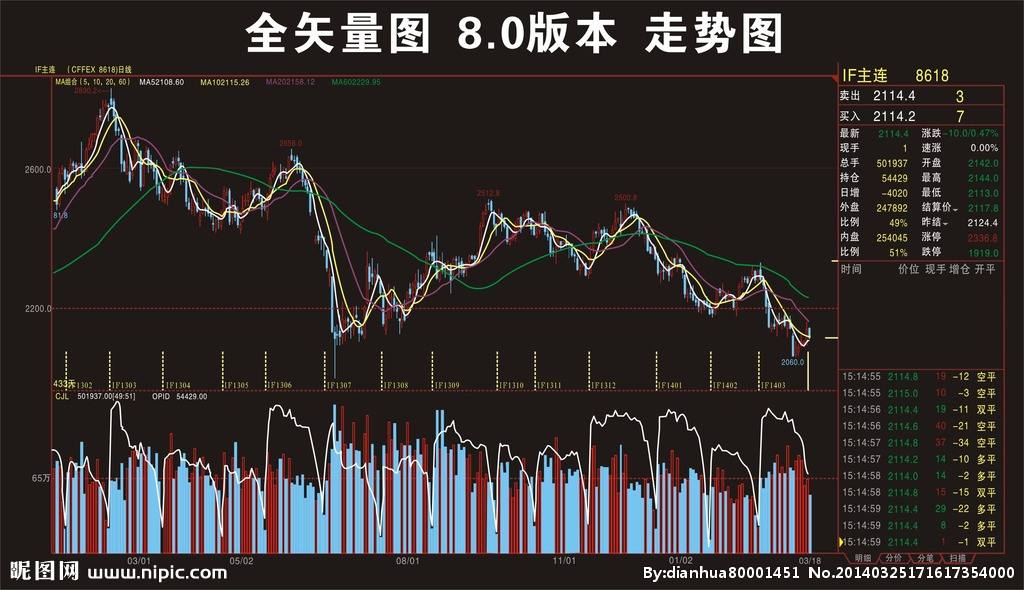 全矢量图 8.0版本 走势图
IF主连 (CFFEX 8618)日线
MA组合(5, 10, 20, 60) MA52108.60 MA102115.26 MA202158.12 MA602229.95
2890.2
2656.0
2600.0
2512.8
2500.8
81.8
2200.0
2060.0
433天
1302 IF1303 IF1304 IF1305 IF1306 IF1307 IF1308 IF1309 IF1310 IF1311 IF1312 IF1401 IF1402 IF1403
CJL 501937.00[49:51] OPID 54429.00
65万
03/01 05/02 08/01 11/01 01/02 03/18
IF主连 8618
卖出 2114.4 3
买入 2114.2 7
最新 2114.4 涨跌 -10.0/0.47%
现手 1 速涨 0.00%
总手 501937 开盘 2142.0
持仓 54429 最高 2144.0
日增 -4020 最低 2113.0
外盘 247892 结算价 2117.8
比例 49% 昨结 2124.4
内盘 254045 涨停 2336.8
比例 51% 跌停 1919.0
时间 价位 现手 增仓 开平
15:14:55 2114.8 19 -12 空平
15:14:55 2115.0 10 -3 空平
15:14:56 2114.4 19 -11 双平
15:14:56 2114.6 40 -21 空平
15:14:57 2114.8 37 -34 空平
15:14:57 2114.2 14 -10 多平
15:14:58 2114.0 14 -2 多平
15:14:58 2114.8 15 -15 双平
15:14:59 2114.4 29 -22 多平
15:14:59 2114.4 8 -2 多平
15:14:59 2114.4 1 -1 双平
明细 分价 分笔 扫描
昵图网 www.nipic.com
By:dianhua80001451 No.20140325171617354000